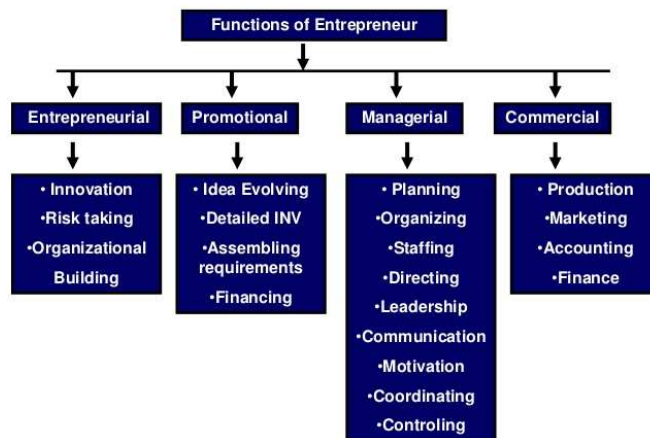 Functions of Entrepreneur
Entrepreneurial
Promotional
Managerial
Commercial
• Innovation
•Risk taking
•Organizational
Building
• Idea Evolving
•Detailed INV
•Assembling
requirements
•Financing
• Planning
•Organizing
•Staffing
•Directing
•Leadership
•Communication
•Motivation
•Coordinating
•Controling
• Production
•Marketing
•Accounting
•Finance